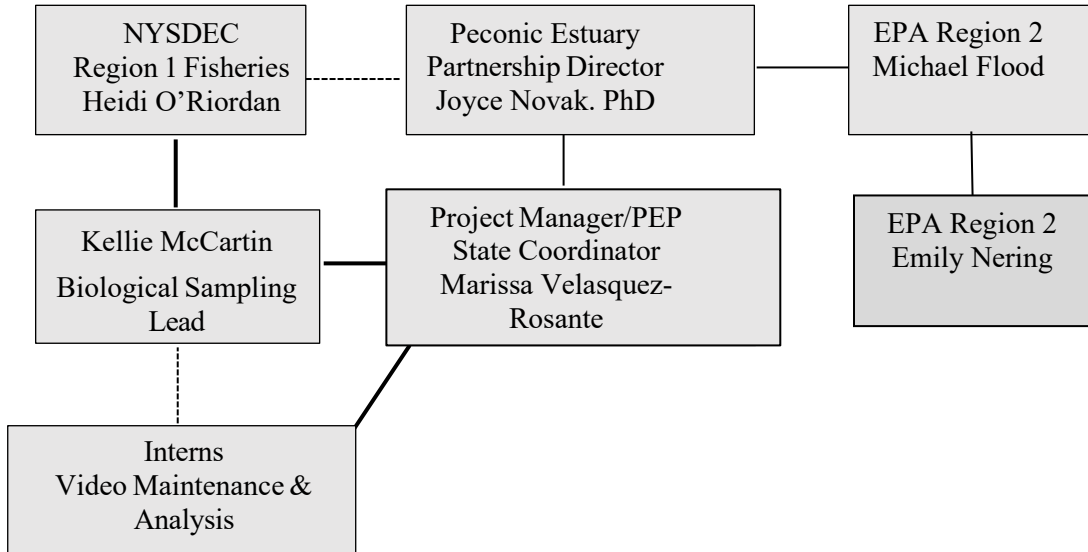 NYSDEC
Region 1 Fisheries
Heidi O’Riordan
Peconic Estuary
Partnership Director
Joyce Novak. PhD
EPA Region 2
Michael Flood
Kellie McCartin
Biological Sampling
Lead
Project Manager/PEP
State Coordinator
Marissa Velasquez-
Rosante
EPA Region 2
Emily Nering
Interns
Video Maintenance &
Analysis